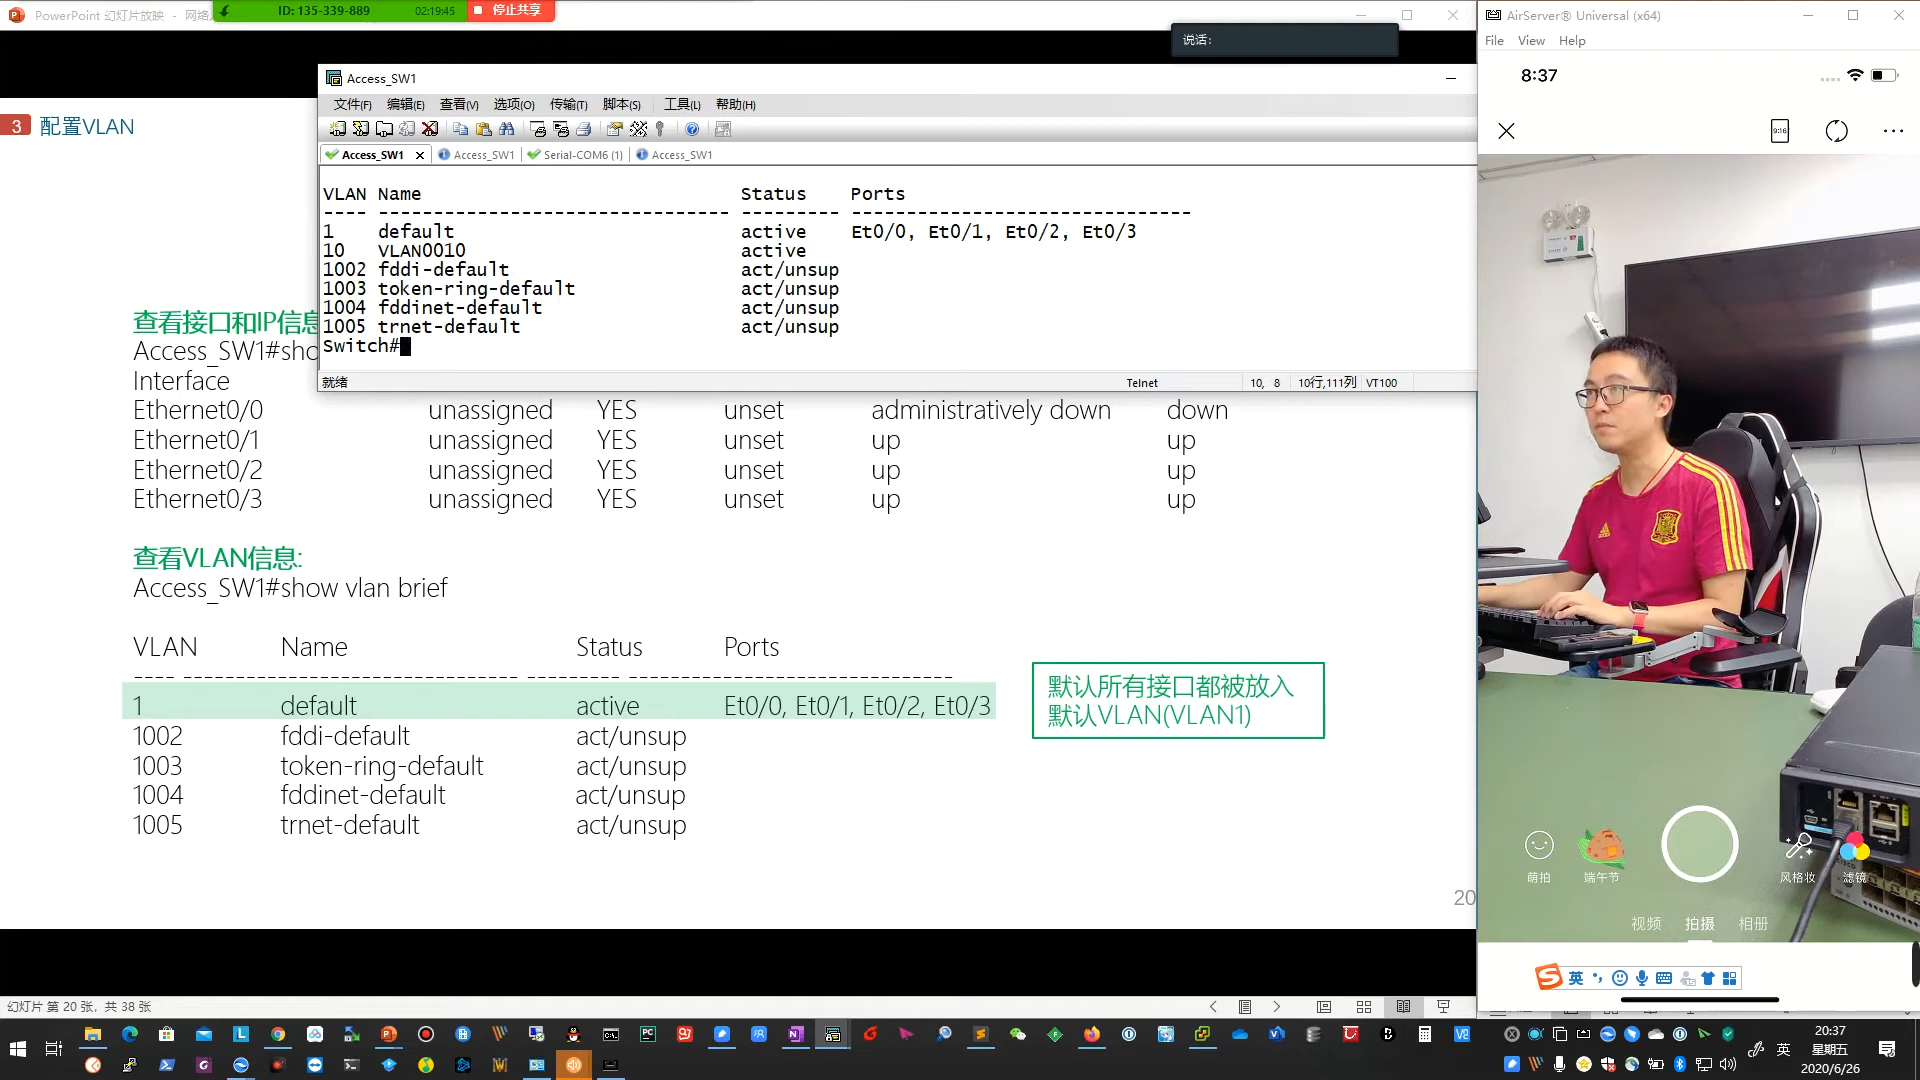 PowerPoint 幻灯片放映 - 网络
ID: 135-339-889
02:19:45
停止共享
说话:
AirServer® Universal (x64)
File View Help
8:37
9:16
3 配置VLAN
Access_SW1
文件(F) 编辑(E) 查看(V) 选项(O) 传输(T) 脚本(S) 工具(L) 帮助(H)
Access_SW1 Access_SW1 Serial-COM6 (1) Access_SW1
VLAN Name Status Ports
---- -------------------------------- --------- -------------------------------
1 default active Et0/0, Et0/1, Et0/2, Et0/3
10 VLAN0010 active
1002 fddi-default act/unsup
1003 token-ring-default act/unsup
1004 fddinet-default act/unsup
1005 trnet-default act/unsup
Switch#
就绪 Telnet 10, 8 10行,111列 VT100
查看接口和IP信息
Access_SW1#sho
Interface
Ethernet0/0 unassigned YES unset administratively down down
Ethernet0/1 unassigned YES unset up up
Ethernet0/2 unassigned YES unset up up
Ethernet0/3 unassigned YES unset up up
查看VLAN信息:
Access_SW1#show vlan brief
VLAN Name Status Ports
---- -------------------------------- --------- -------------------------------
1 default active Et0/0, Et0/1, Et0/2, Et0/3
1002 fddi-default act/unsup
1003 token-ring-default act/unsup
1004 fddinet-default act/unsup
1005 trnet-default act/unsup
默认所有接口都被放入
默认VLAN(VLAN1)
20
萌拍 端午节 风格妆 滤镜
视频 拍摄 相册
英
幻灯片 第 20 张，共 38 张
英
20:37
星期五
2020/6/26